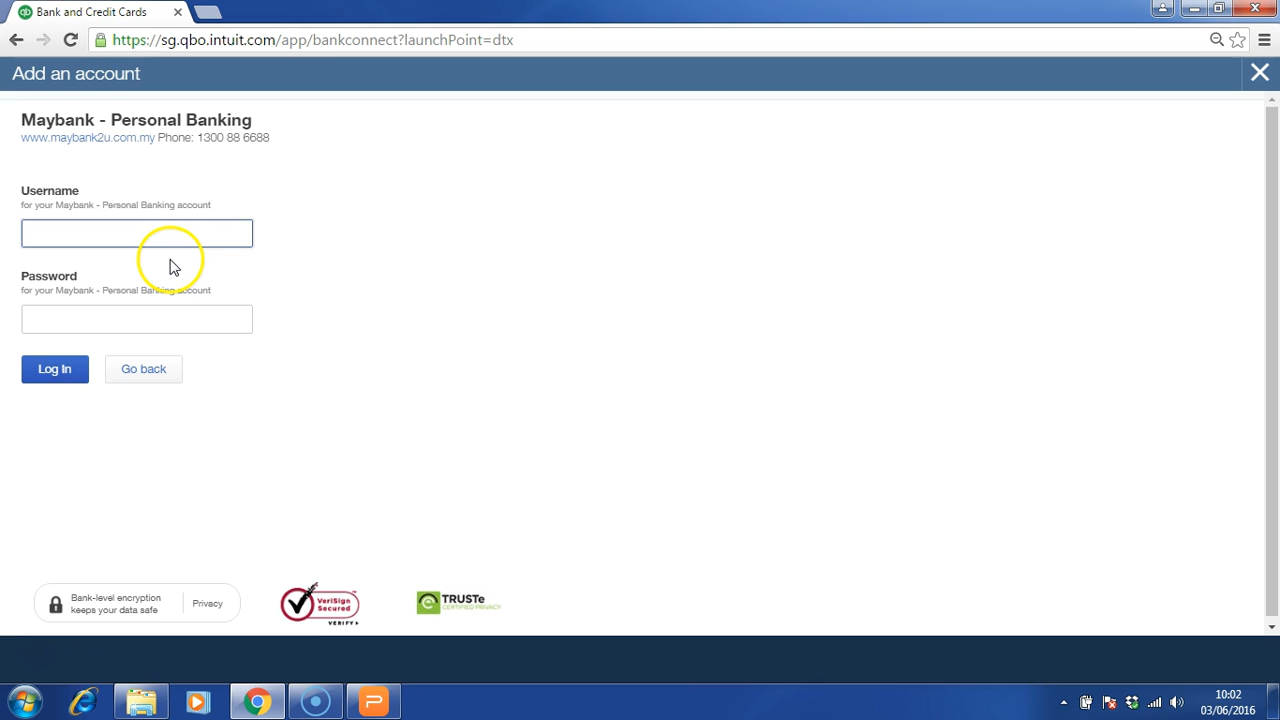 Bank and Credit Cards
https://sg.qbo.intuit.com/app/bankconnect?launchPoint=dtx
Add an account
Maybank - Personal Banking
www.maybank2u.com.my Phone: 1300 88 6688
Username
for your Maybank - Personal Banking account
Password
for your Maybank - Personal Banking account
Log In
Go back
Bank-level encryption
keeps your data safe
Privacy
VeriSign
Secured
VERIFY
TRUSTe
CERTIFIED PRIVACY
10:02
03/06/2016